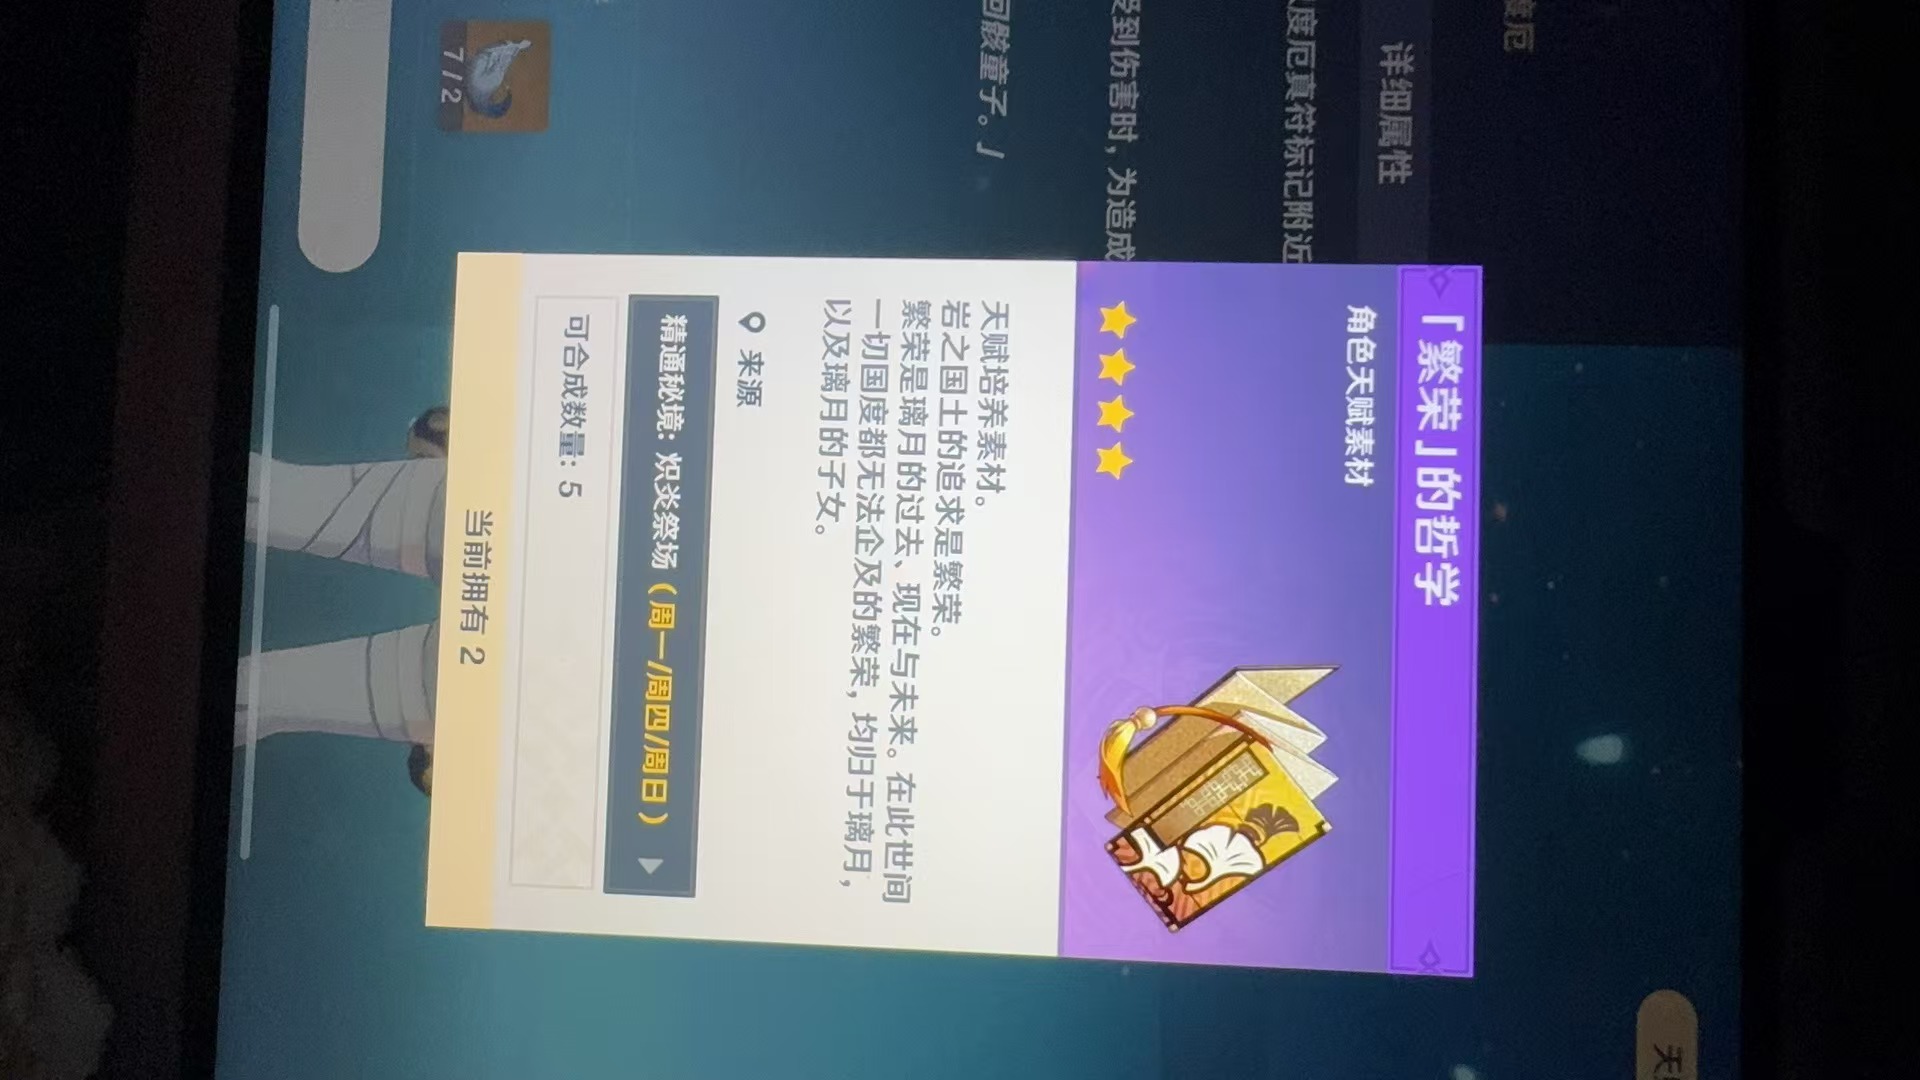 度厄
详细属性
度厄真符标记附近
受到伤害时，为造成
回骸童子。」
7/2
「繁荣」的哲学
角色天赋素材
天赋培养素材。
岩之国土的追求是繁荣。
繁荣是璃月的过去、现在与未来。在此世间
一切国度都无法企及的繁荣，均归于璃月，
以及璃月的子女。
来源
精通秘境：炽炎祭场（周一/周四/周日）
可合成数量: 5
当前拥有 2
天